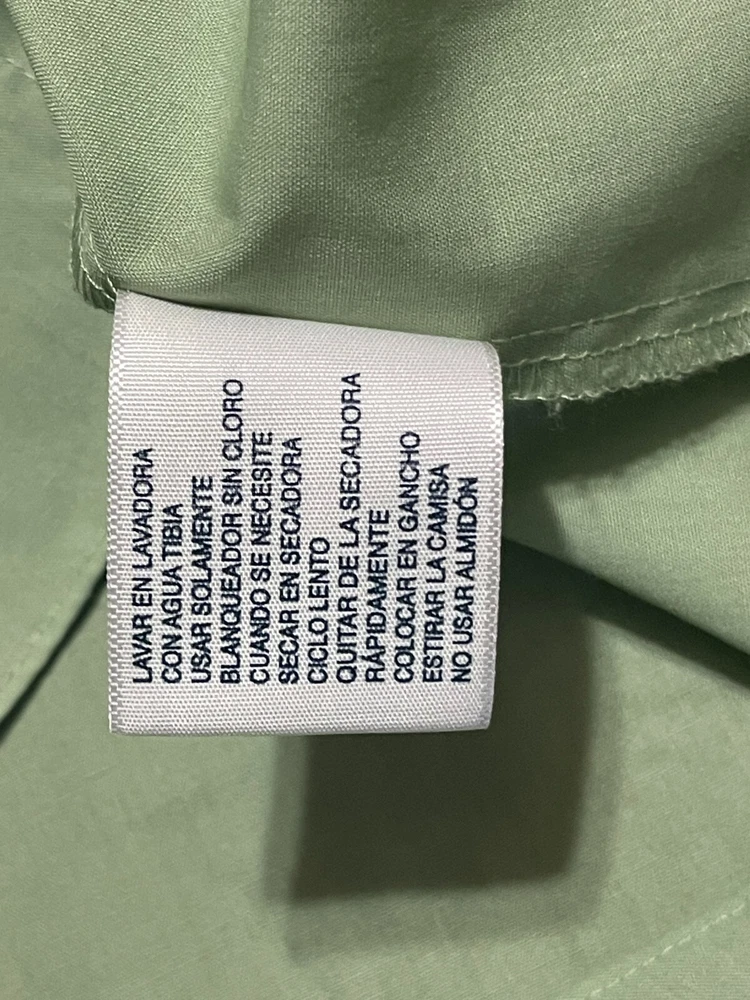 LAVAR EN LAVADORA
CON AGUA TIBIA
USAR SOLAMENTE
BLANQUEADOR SIN CLORO
CUANDO SE NECESITE
SECAR EN SECADORA
CICLO LENTO
QUITAR DE LA SECADORA
RÁPIDAMENTE
COLOCAR EN GANCHO
ESTIRAR LA CAMISA
NO USAR ALMIDÓN